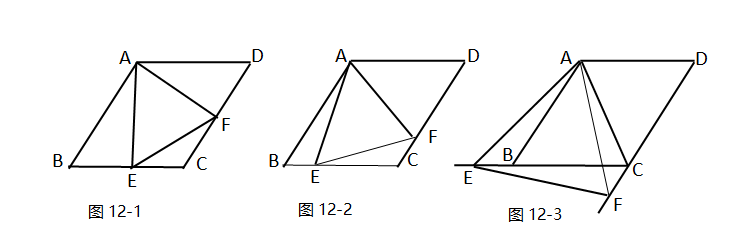 A D B E C F
图 12-1
A D B E C F
图 12-2
A D B E C F
图 12-3